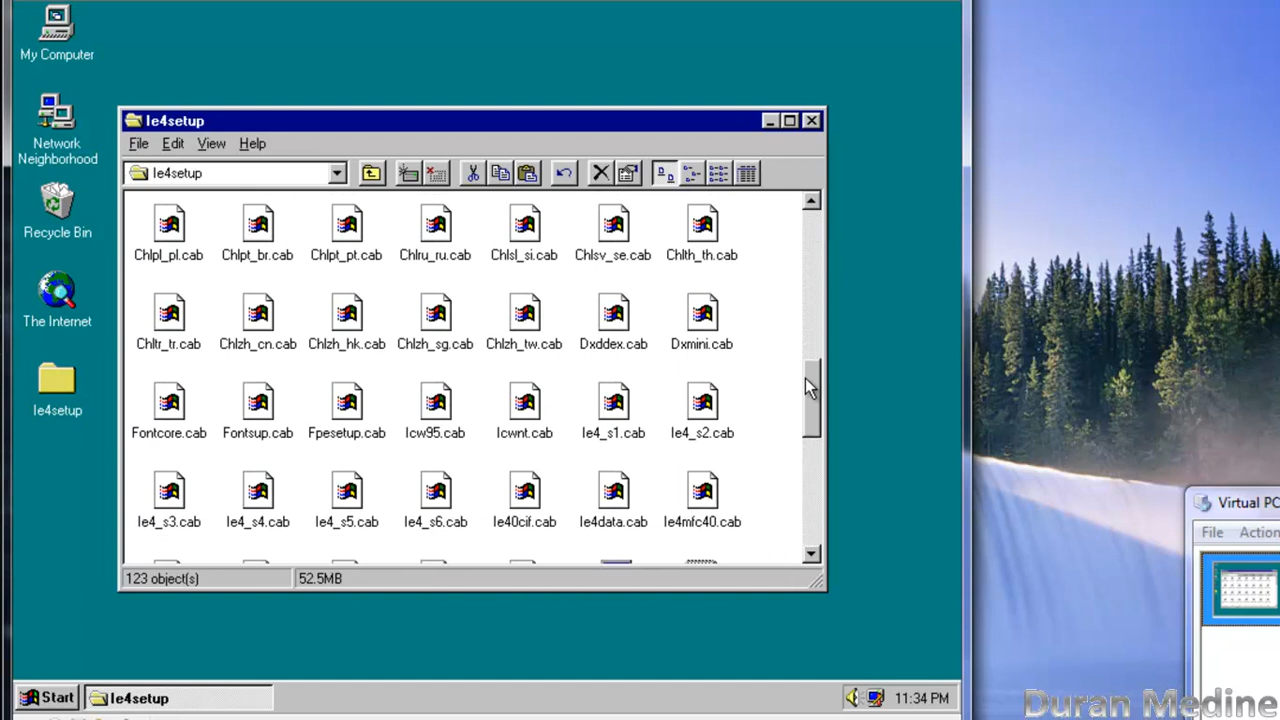 My Computer
Network
Neighborhood
Recycle Bin
The Internet
Ie4setup
Ie4setup
File Edit View Help
Ie4setup
Chlpl_pl.cab Chlpt_br.cab Chlpt_pt.cab Chlru_ru.cab Chlsl_si.cab Chlsv_se.cab Chlth_th.cab
Chltr_tr.cab Chlzh_cn.cab Chlzh_hk.cab Chlzh_sg.cab Chlzh_tw.cab Dxddex.cab Dxmini.cab
Fontcore.cab Fontsup.cab Fpesetup.cab Icw95.cab Icwnt.cab Ie4_s1.cab Ie4_s2.cab
Ie4_s3.cab Ie4_s4.cab Ie4_s5.cab Ie4_s6.cab Ie40cif.cab Ie4data.cab Ie4mfc40.cab
123 object(s) 52.5MB
Virtual PC
File Action
Start Ie4setup 11:34 PM
Duran Medine